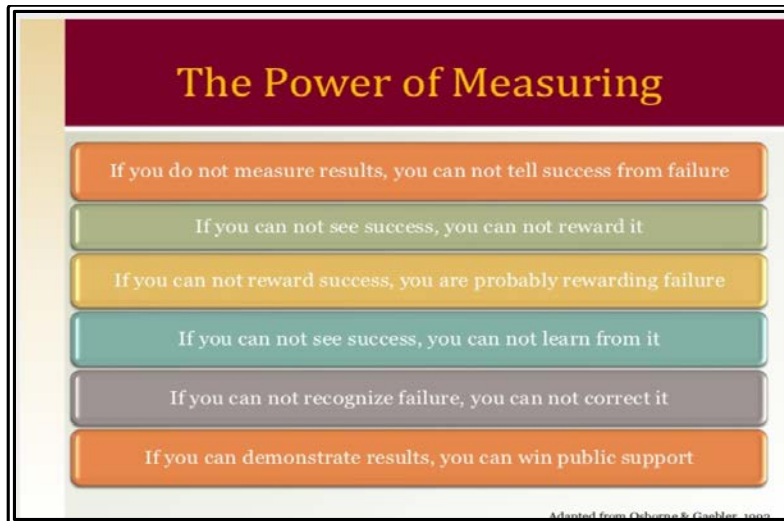 The Power of Measuring
If you do not measure results, you can not tell success from failure
If you can not see success, you can not reward it
If you can not reward success, you are probably rewarding failure
If you can not see success, you can not learn from it
If you can not recognize failure, you can not correct it
If you can demonstrate results, you can win public support
Adapted from Osborne & Gaebler, 1992